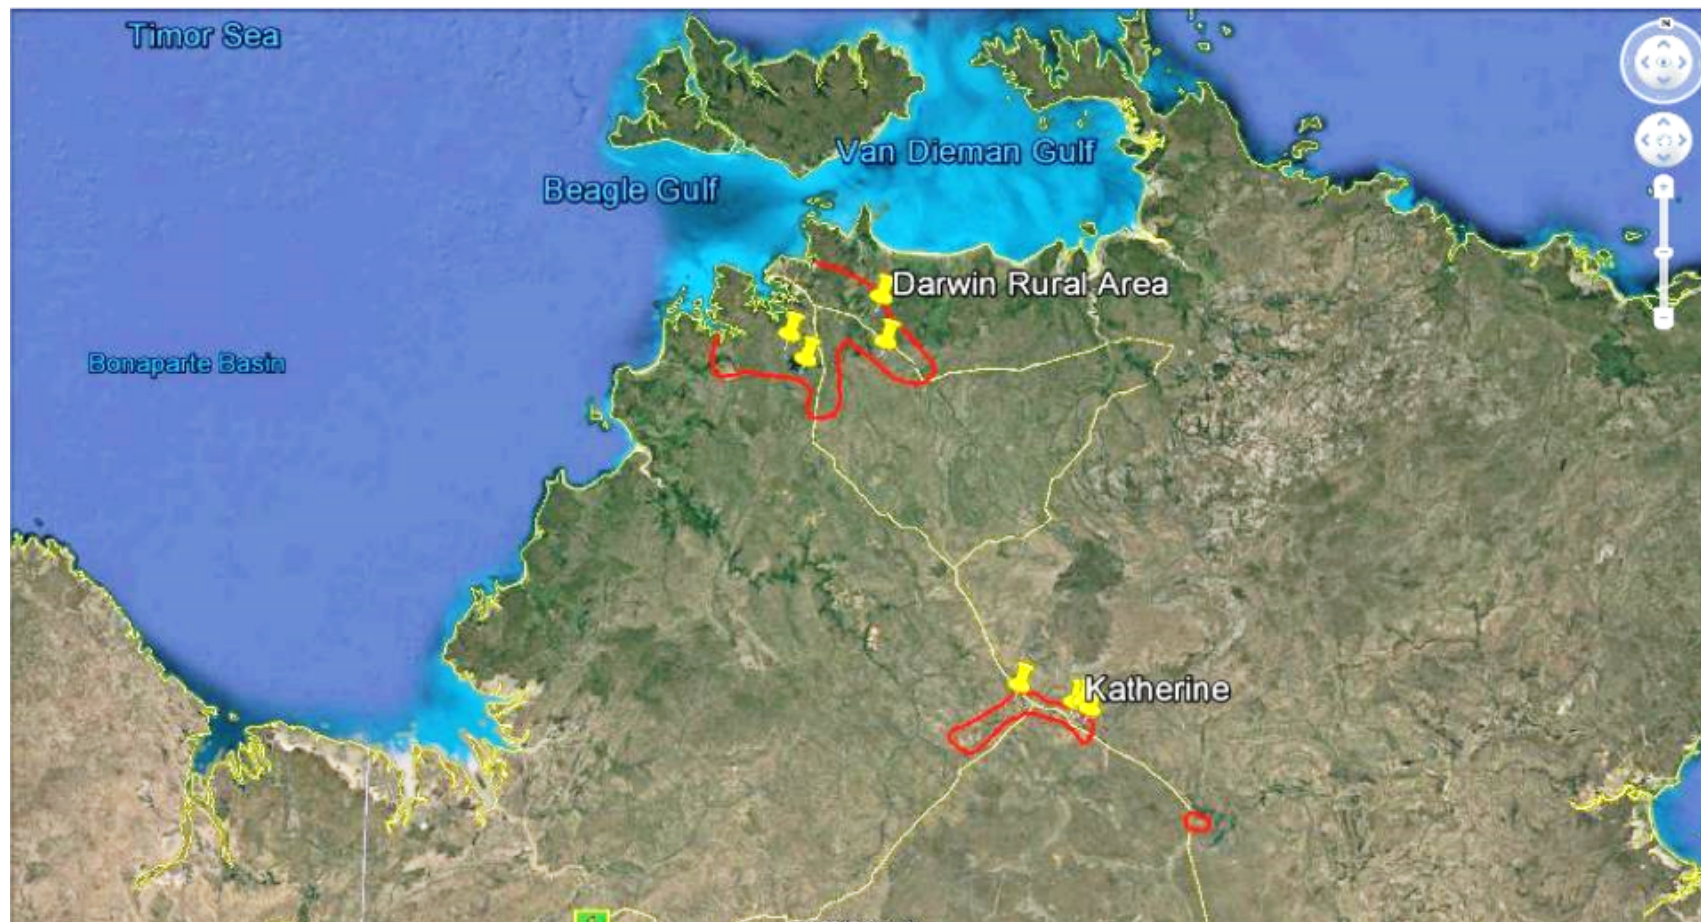 Timor Sea
Van Dieman Gulf
Beagle Gulf
Darwin Rural Area
Bonaparte Basin
Katherine